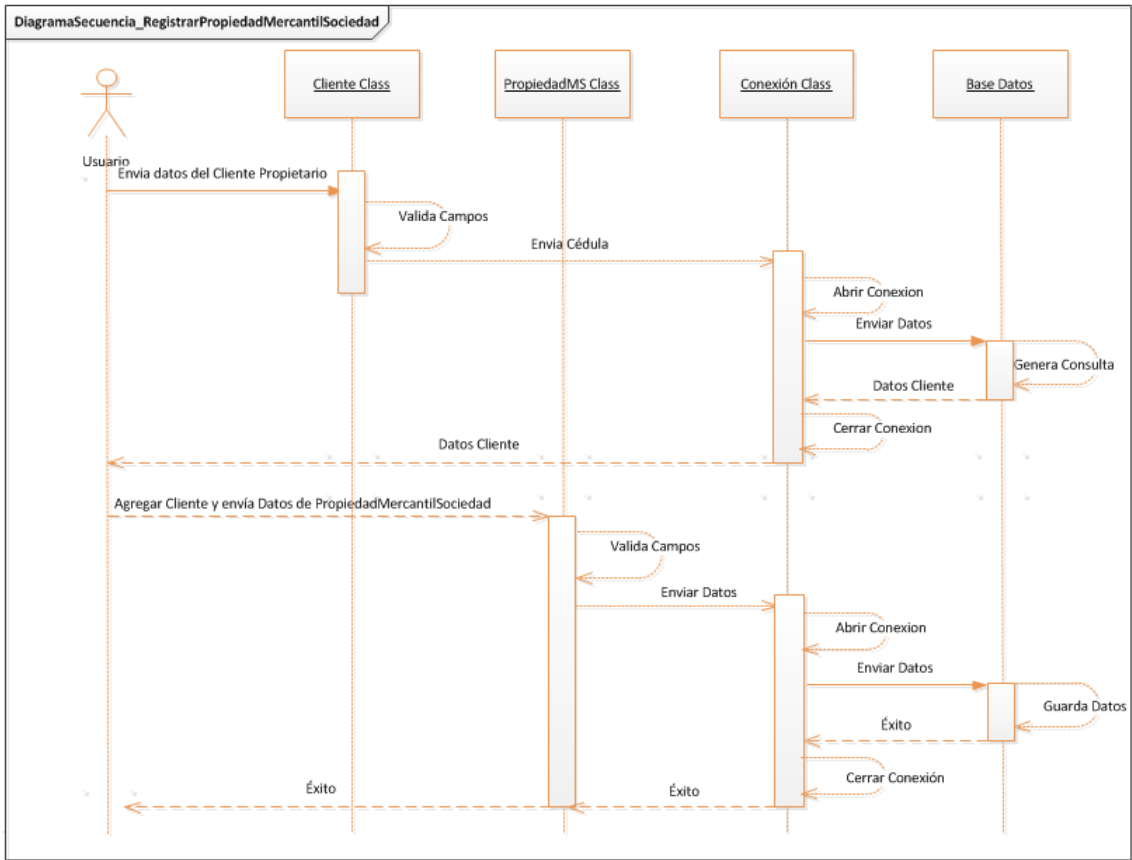 DiagramaSecuencia_RegistrarPropiedadMercantilSociedad
Cliente Class
PropiedadMS Class
Conexión Class
Base Datos
Usuario
Envia datos del Cliente Propietario
Valida Campos
Envia Cédula
Abrir Conexion
Enviar Datos
Genera Consulta
Datos Cliente
Cerrar Conexion
Datos Cliente
Agregar Cliente y envía Datos de PropiedadMercantilSociedad
Valida Campos
Enviar Datos
Abrir Conexion
Enviar Datos
Guarda Datos
Éxito
Cerrar Conexión
Éxito
Éxito